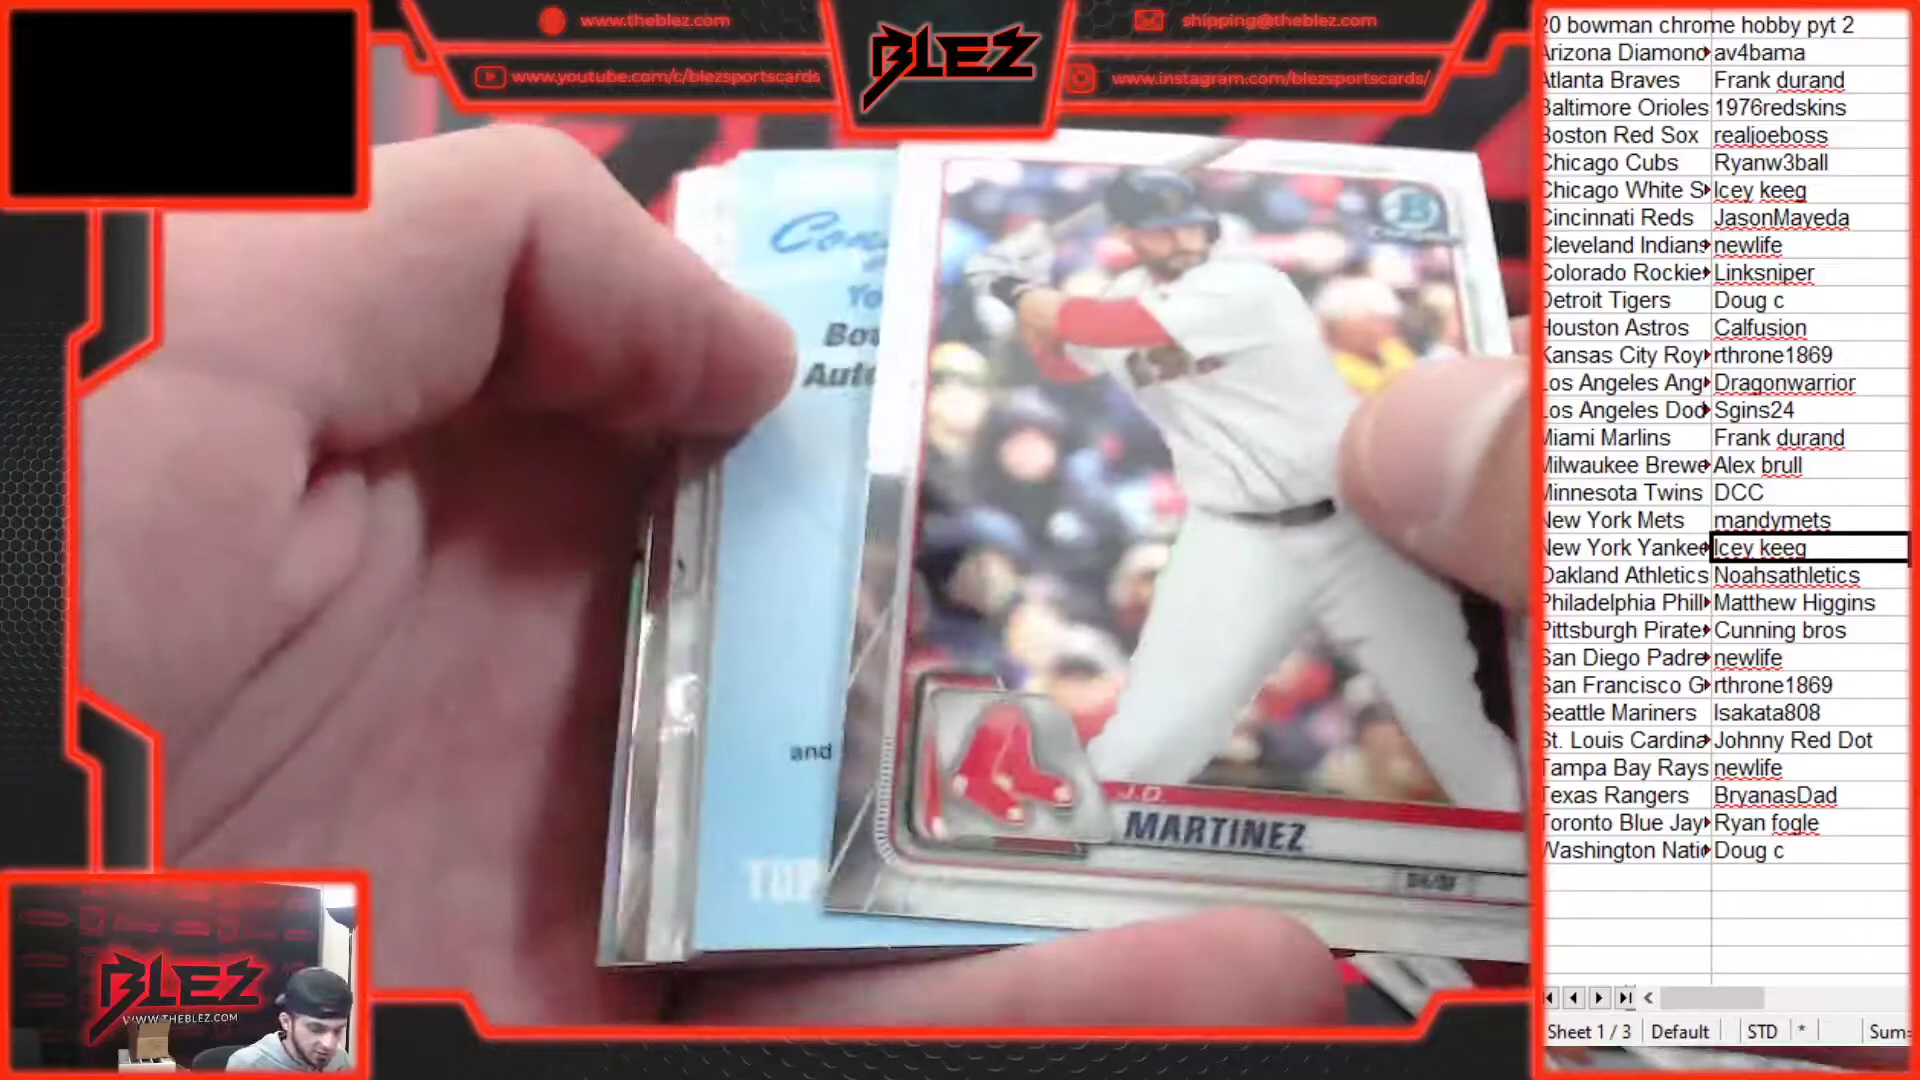 www.theblez.com
www.youtube.com/c/blezsportscards
BLEZ
shipping@theblez.com
www.instagram.com/blezsportscards/
20 bowman chrome hobby pyt 2
Arizona Diamond av4bama
Atlanta Braves Frank durand
Baltimore Orioles 1976redskins
Boston Red Sox realjoeboss
Chicago Cubs Ryanw3ball
Chicago White S Icey keeg
Cincinnati Reds JasonMayeda
Cleveland Indians newlife
Colorado Rockie Linksniper
Detroit Tigers Doug c
Houston Astros Calfusion
Kansas City Roy rthrone1869
Los Angeles Ang Dragonwarrior
Los Angeles Dod Sgins24
Miami Marlins Frank durand
Milwaukee Brewe Alex brull
Minnesota Twins DCC
New York Mets mandymets
New York Yankee Icey keeg
Oakland Athletics Noahsathletics
Philadelphia Phill Matthew Higgins
Pittsburgh Pirate Cunning bros
San Diego Padre newlife
San Francisco G rthrone1869
Seattle Mariners lsakata808
St. Louis Cardina Johnny Red Dot
Tampa Bay Rays newlife
Texas Rangers BryanasDad
Toronto Blue Jay Ryan fogle
Washington Nati Doug c
Sheet 1 / 3 Default STD * Sum=
Con
Yo
Bow
Auto
and
TOP
J.D.
MARTINEZ
BLEZ
WWW.THEBLEZ.COM